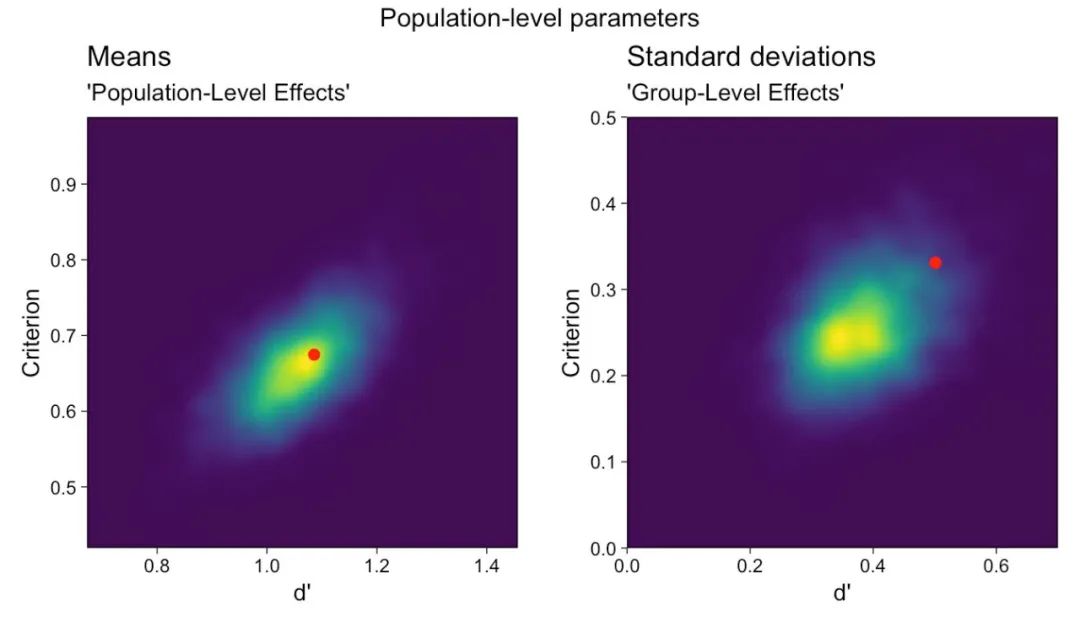 Population-level parameters
Means
'Population-Level Effects'
Criterion
0.9
0.8
0.7
0.6
0.5
0.8 1.0 1.2 1.4
d'
Standard deviations
'Group-Level Effects'
Criterion
0.5
0.4
0.3
0.2
0.1
0.0
0.0 0.2 0.4 0.6
d'